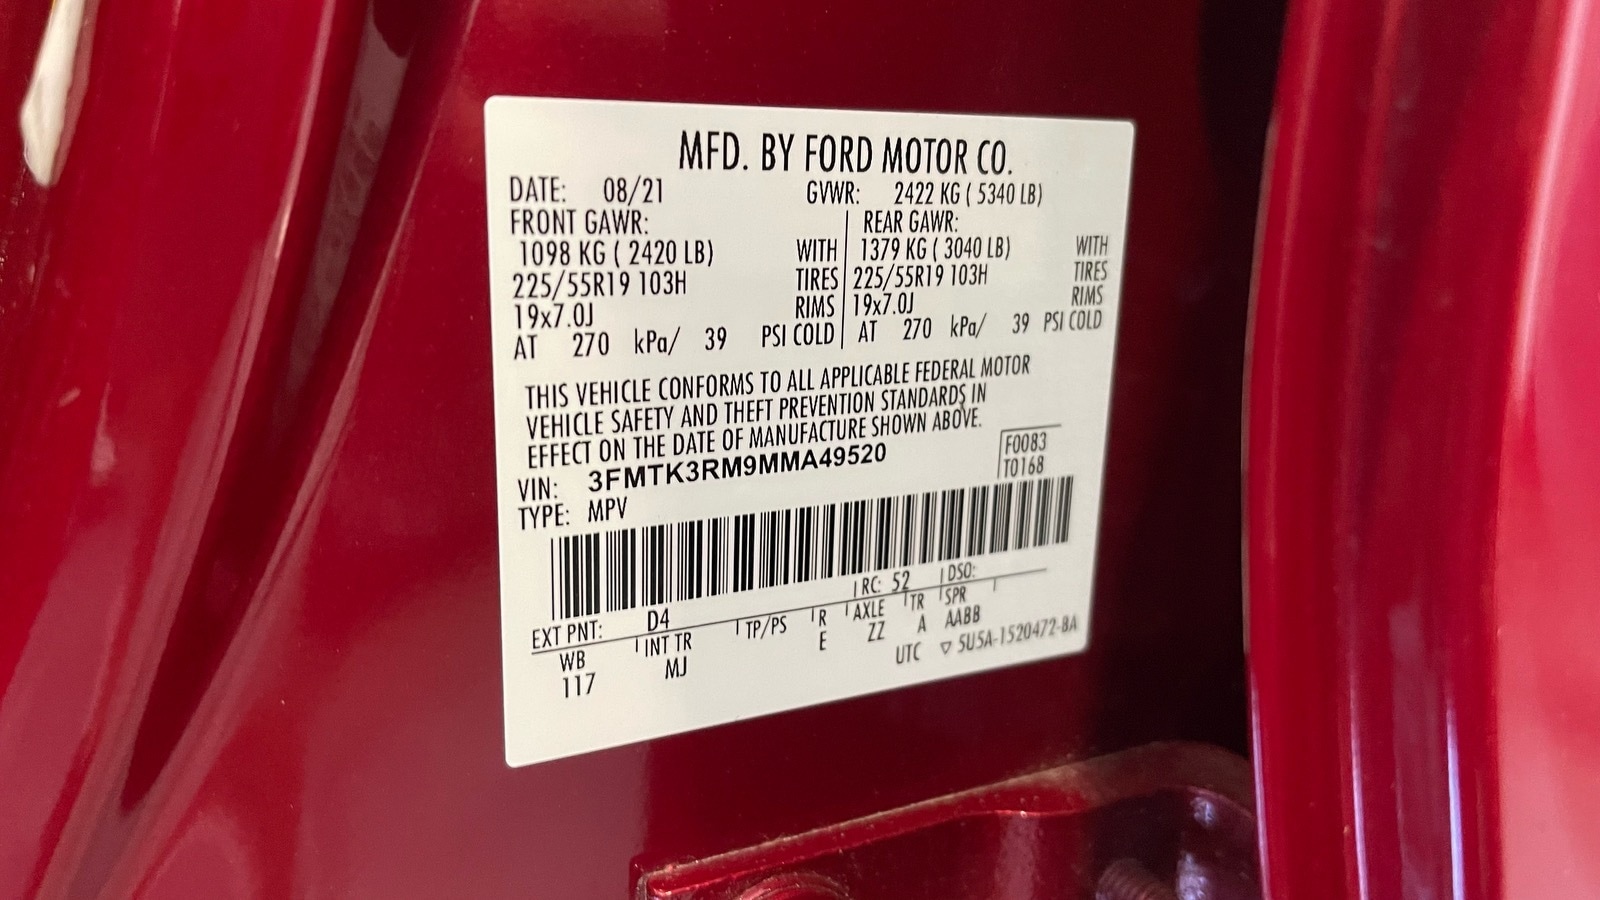 MFD. BY FORD MOTOR CO.
DATE: 08/21 GVWR: 2422 KG ( 5340 LB)
FRONT GAWR: REAR GAWR:
1098 KG ( 2420 LB) WITH 1379 KG ( 3040 LB) WITH
225/55R19 103H TIRES 225/55R19 103H TIRES
19x7.0J RIMS 19x7.0J RIMS
AT 270 kPa/ 39 PSI COLD AT 270 kPa/ 39 PSI COLD
THIS VEHICLE CONFORMS TO ALL APPLICABLE FEDERAL MOTOR
VEHICLE SAFETY AND THEFT PREVENTION STANDARDS IN
EFFECT ON THE DATE OF MANUFACTURE SHOWN ABOVE.
F0083
VIN: 3FMTK3RM9MMA49520 T0168
TYPE: MPV
EXT PNT: D4 RC: 52 DSO:
WB INT TR TP/PS R AXLE TR SPR
117 MJ E ZZ A AABB
UTC ▽ 5U5A-1520472-BA